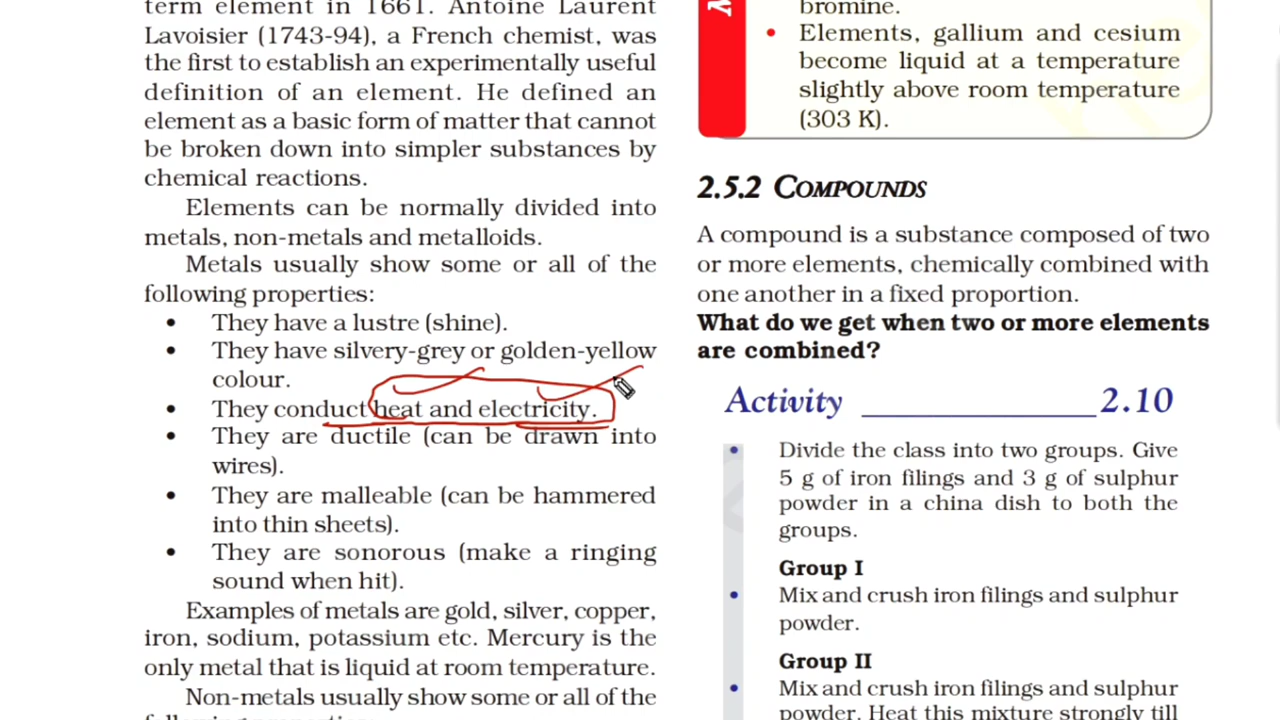 term element in 1661. Antoine Laurent
Lavoisier (1743-94), a French chemist, was
the first to establish an experimentally useful
definition of an element. He defined an
element as a basic form of matter that cannot
be broken down into simpler substances by
chemical reactions.
Elements can be normally divided into
metals, non-metals and metalloids.
Metals usually show some or all of the
following properties:
• They have a lustre (shine).
• They have silvery-grey or golden-yellow
colour.
• They conduct heat and electricity.
• They are ductile (can be drawn into
wires).
• They are malleable (can be hammered
into thin sheets).
• They are sonorous (make a ringing
sound when hit).
Examples of metals are gold, silver, copper,
iron, sodium, potassium etc. Mercury is the
only metal that is liquid at room temperature.
Non-metals usually show some or all of the
bromine.
• Elements, gallium and cesium
become liquid at a temperature
slightly above room temperature
(303 K).
2.5.2 COMPOUNDS
A compound is a substance composed of two
or more elements, chemically combined with
one another in a fixed proportion.
What do we get when two or more elements
are combined?
Activity 2.10
• Divide the class into two groups. Give
5 g of iron filings and 3 g of sulphur
powder in a china dish to both the
groups.
Group I
• Mix and crush iron filings and sulphur
powder.
Group II
• Mix and crush iron filings and sulphur
powder. Heat this mixture strongly till